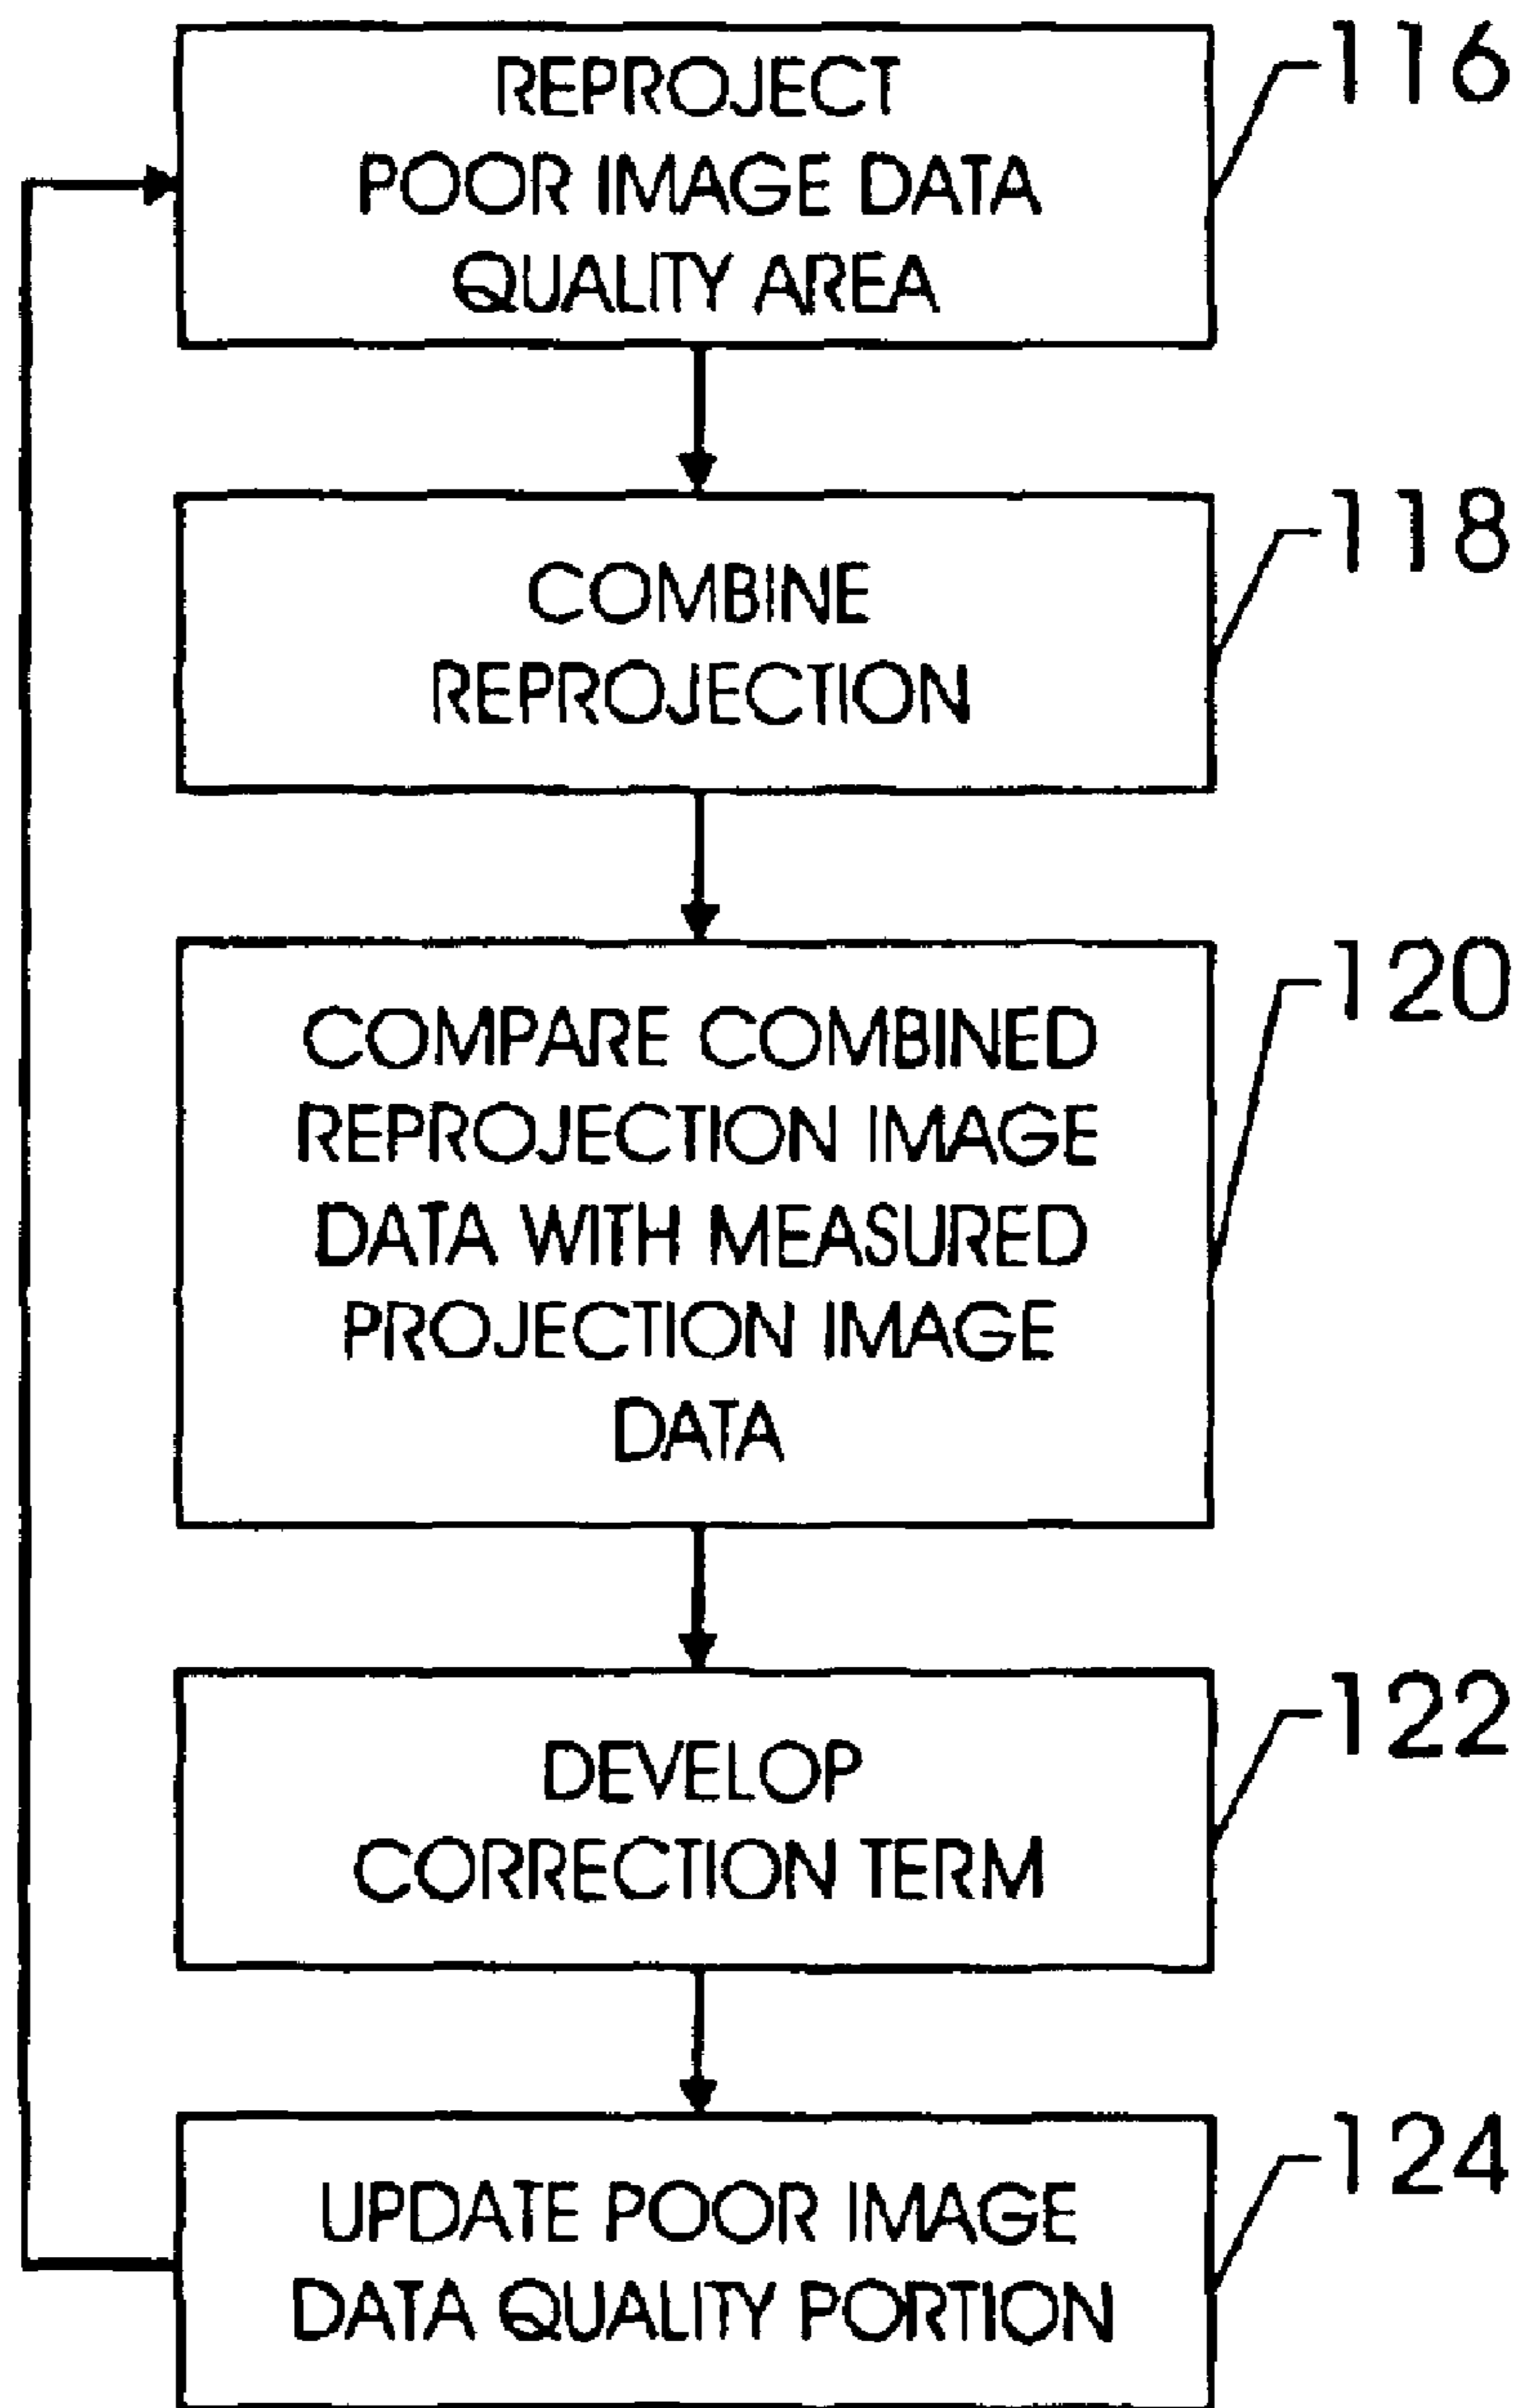 REPROJECT
POOR IMAGE DATA
QUALITY AREA
116
COMBINE
REPROJECTION
118
COMPARE COMBINED
REPROJECTION IMAGE
DATA WITH MEASURED
PROJECTION IMAGE
DATA
120
DEVELOP
CORRECTION TERM
122
UPDATE POOR IMAGE
DATA QUALITY PORTION
124